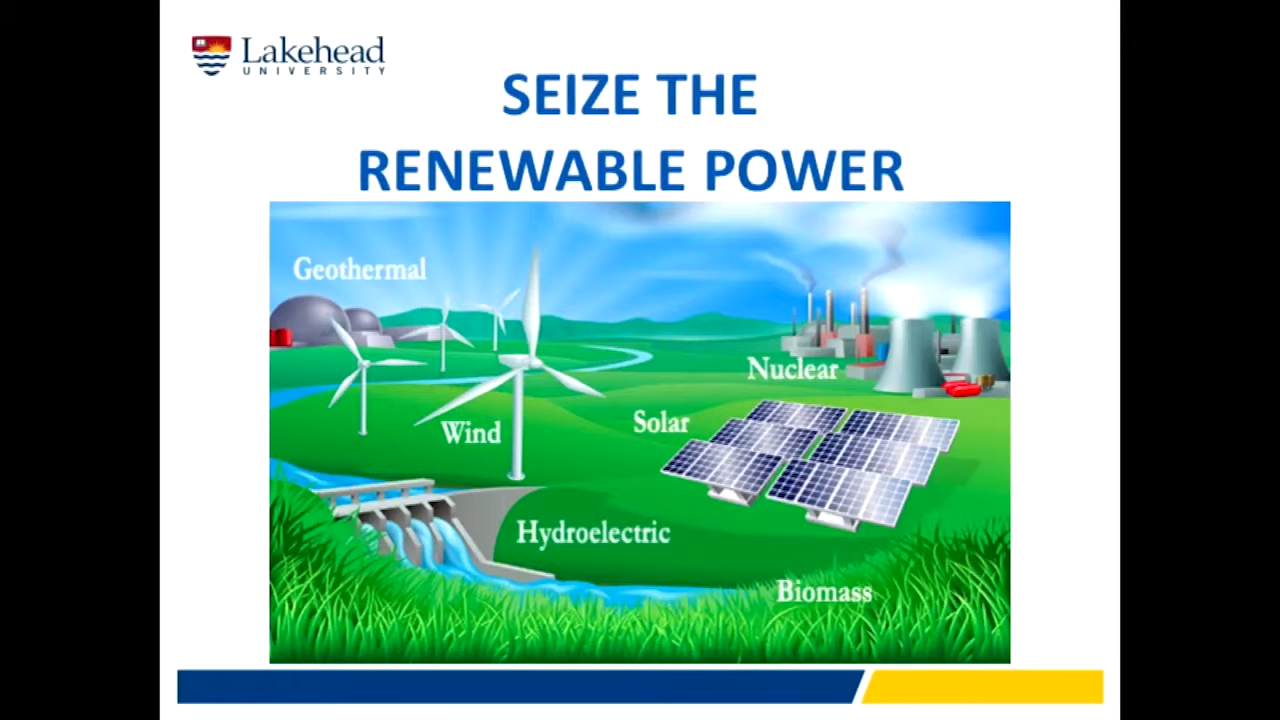 Lakehead
UNIVERSITY
SEIZE THE
RENEWABLE POWER
Geothermal
Nuclear
Solar
Wind
Hydroelectric
Biomass